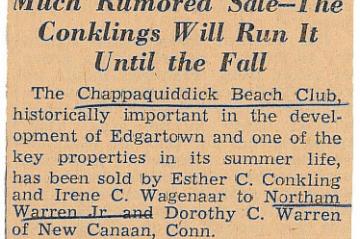 Much Rumored Sale—The
Conklings Will Run It
Until the Fall
The Chappaquiddick Beach Club,
historically important in the devel-
opment of Edgartown and one of the
key properties in its summer life,
has been sold by Esther C. Conkling
and Irene C. Wagenaar to Northam
Warren Jr. and Dorothy C. Warren
of New Canaan, Conn.